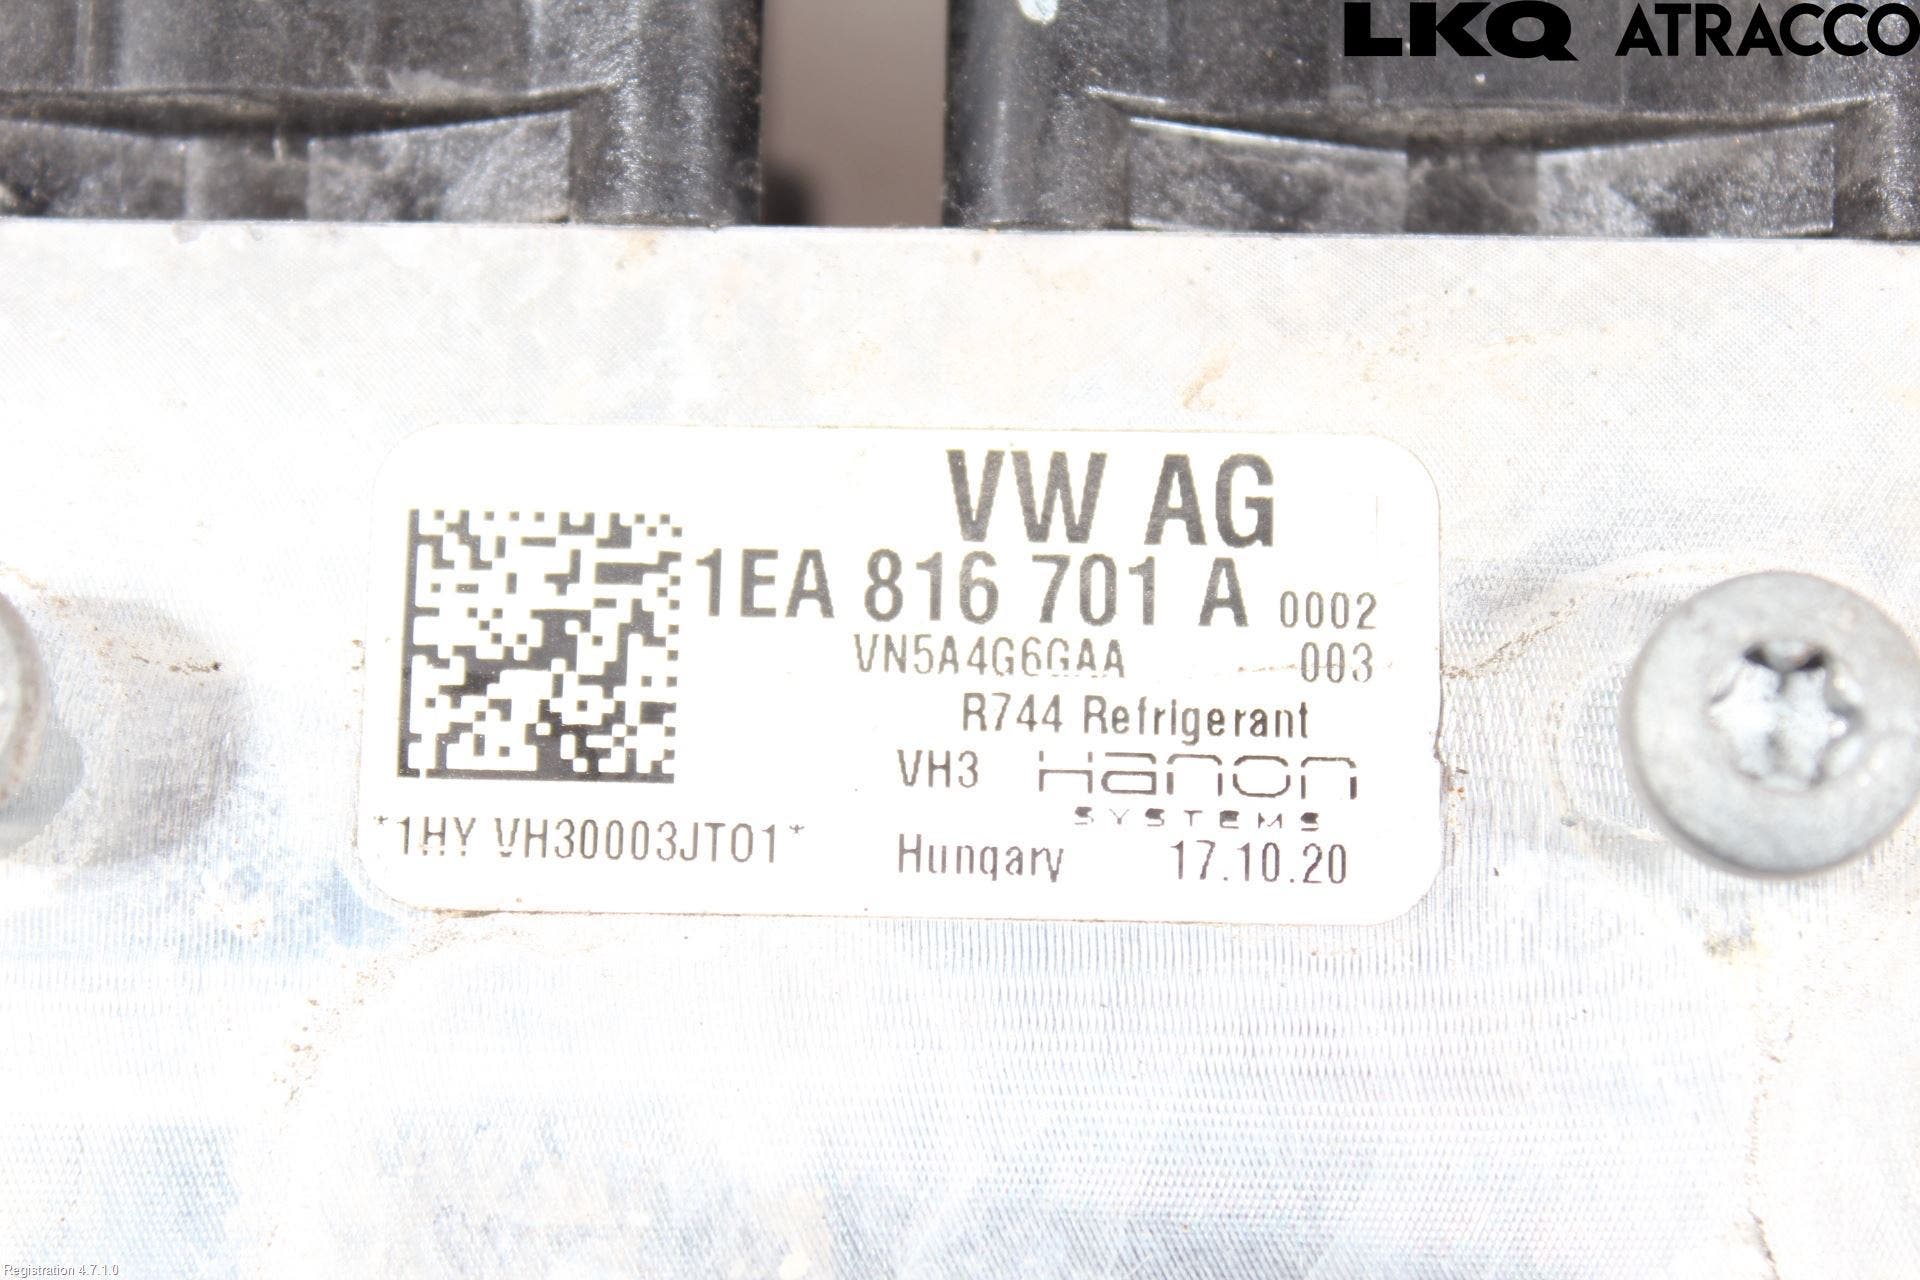 LKQ ATRACCO
VW AG
1EA 816 701 A 0002
VN5A4G6GAA 003
R744 Refrigerant
VH3 Hanon
SYSTEMS
*1HY VH30003JT01*
Hungary 17.10.20
Registration 4.7.1.0